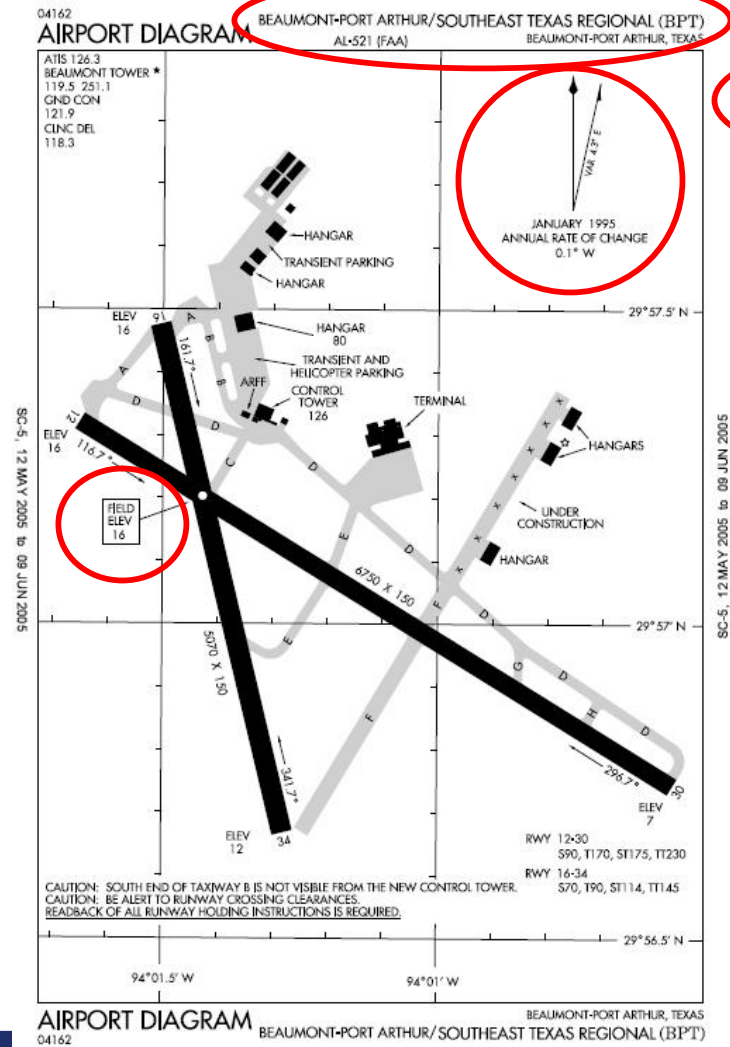 04162
AIRPORT DIAGRAM
BEAUMONT-PORT ARTHUR/SOUTHEAST TEXAS REGIONAL (BPT)
AL-521 (FAA)
BEAUMONT-PORT ARTHUR, TEXAS
ATIS 126.3
BEAUMONT TOWER *
119.5 251.1
GND CON
121.9
CLNC DEL
118.3
VAR 4.3° E
JANUARY 1995
ANNUAL RATE OF CHANGE
0.1° W
HANGAR
TRANSIENT PARKING
HANGAR
29°57.5' N
ELEV
16
16
A
B
B
161.7°
HANGAR
80
TRANSIENT AND
HELICOPTER PARKING
A
D
D
ARFF
CONTROL
TOWER
126
TERMINAL
12
ELEV
16
116.7°
C
D
HANGARS
x
x
x
x
x
x
x
UNDER
CONSTRUCTION
FIELD
ELEV
16
E
D
HANGAR
6750 X 150
F
D
29°57' N
5070 X 150
E
G
D
H
D
F
296.7°
30
ELEV
7
341.7°
ELEV
12
34
RWY 12-30
S90, T170, ST175, TT230
RWY 16-34
S70, T90, ST114, TT145
CAUTION: SOUTH END OF TAXIWAY B IS NOT VISIBLE FROM THE NEW CONTROL TOWER.
CAUTION: BE ALERT TO RUNWAY CROSSING CLEARANCES.
READBACK OF ALL RUNWAY HOLDING INSTRUCTIONS IS REQUIRED.
29°56.5' N
94°01.5' W
94°01' W
SC-5, 12 MAY 2005 to 09 JUN 2005
SC-5, 12 MAY 2005 to 09 JUN 2005
AIRPORT DIAGRAM
04162
BEAUMONT-PORT ARTHUR, TEXAS
BEAUMONT-PORT ARTHUR/SOUTHEAST TEXAS REGIONAL (BPT)